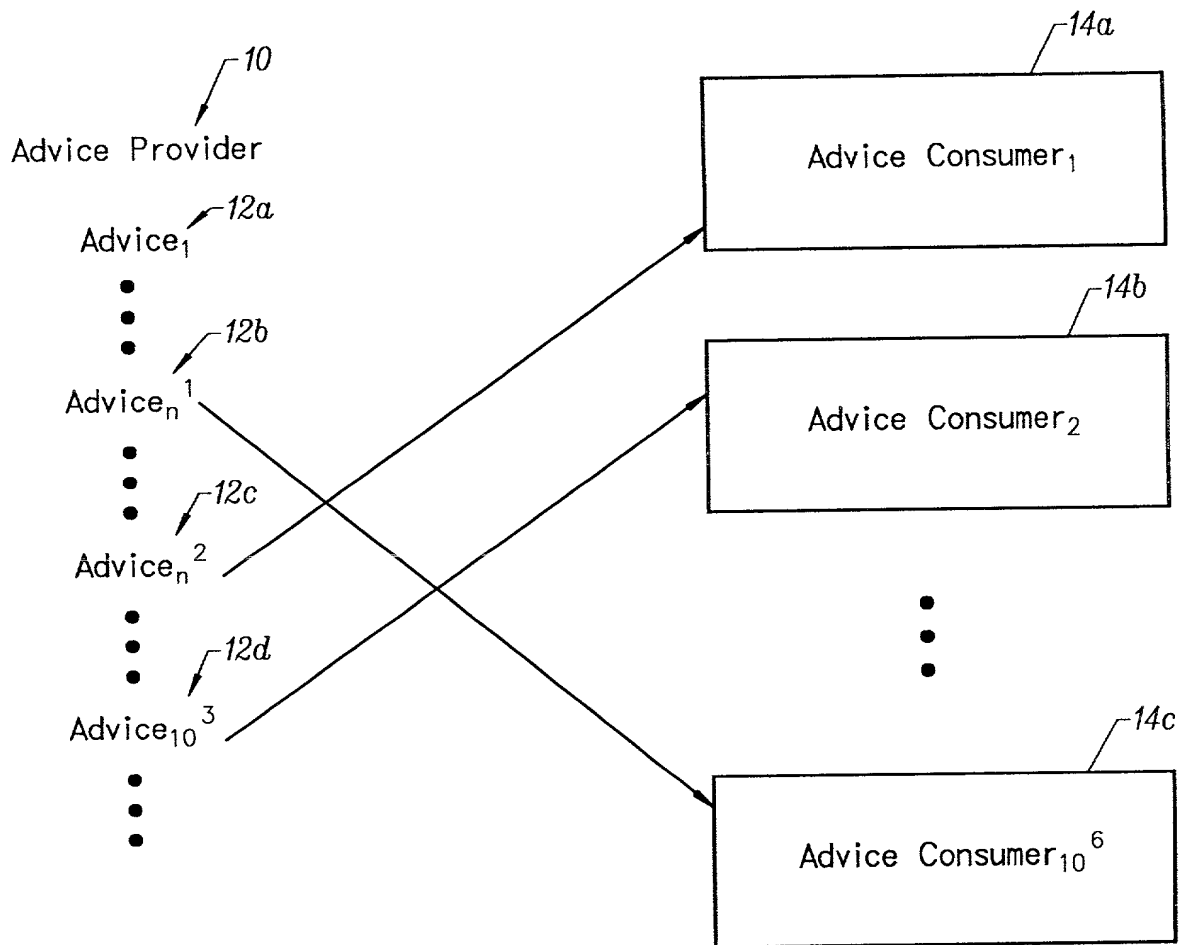 10
Advice Provider
12a
Advice₁
12b
Adviceₙ¹
12c
Adviceₙ²
12d
Advice₁₀³
14a
Advice Consumer₁
14b
Advice Consumer₂
14c
Advice Consumer₁₀⁶